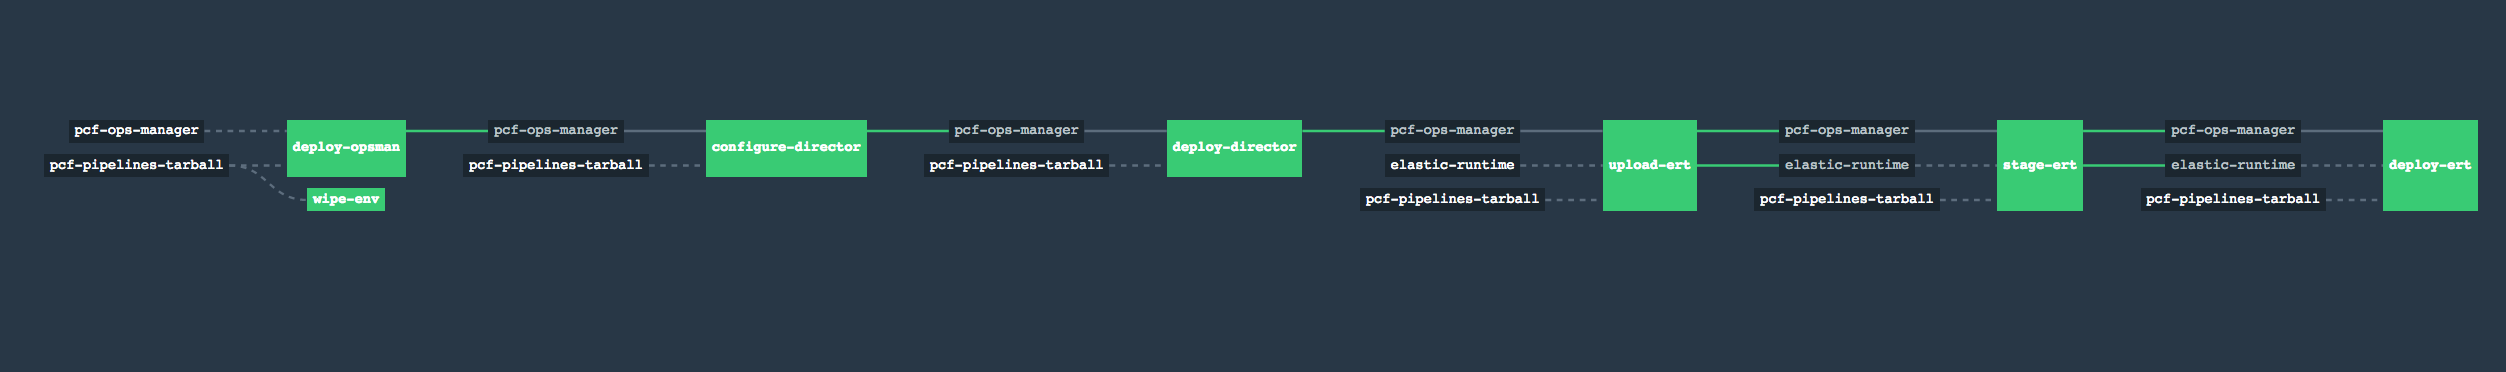 pcf-ops-manager
pcf-pipelines-tarball
deploy-opsman
wipe-env
pcf-ops-manager
pcf-pipelines-tarball
configure-director
pcf-ops-manager
pcf-pipelines-tarball
deploy-director
pcf-ops-manager
elastic-runtime
pcf-pipelines-tarball
upload-ert
pcf-ops-manager
elastic-runtime
pcf-pipelines-tarball
stage-ert
pcf-ops-manager
elastic-runtime
pcf-pipelines-tarball
deploy-ert